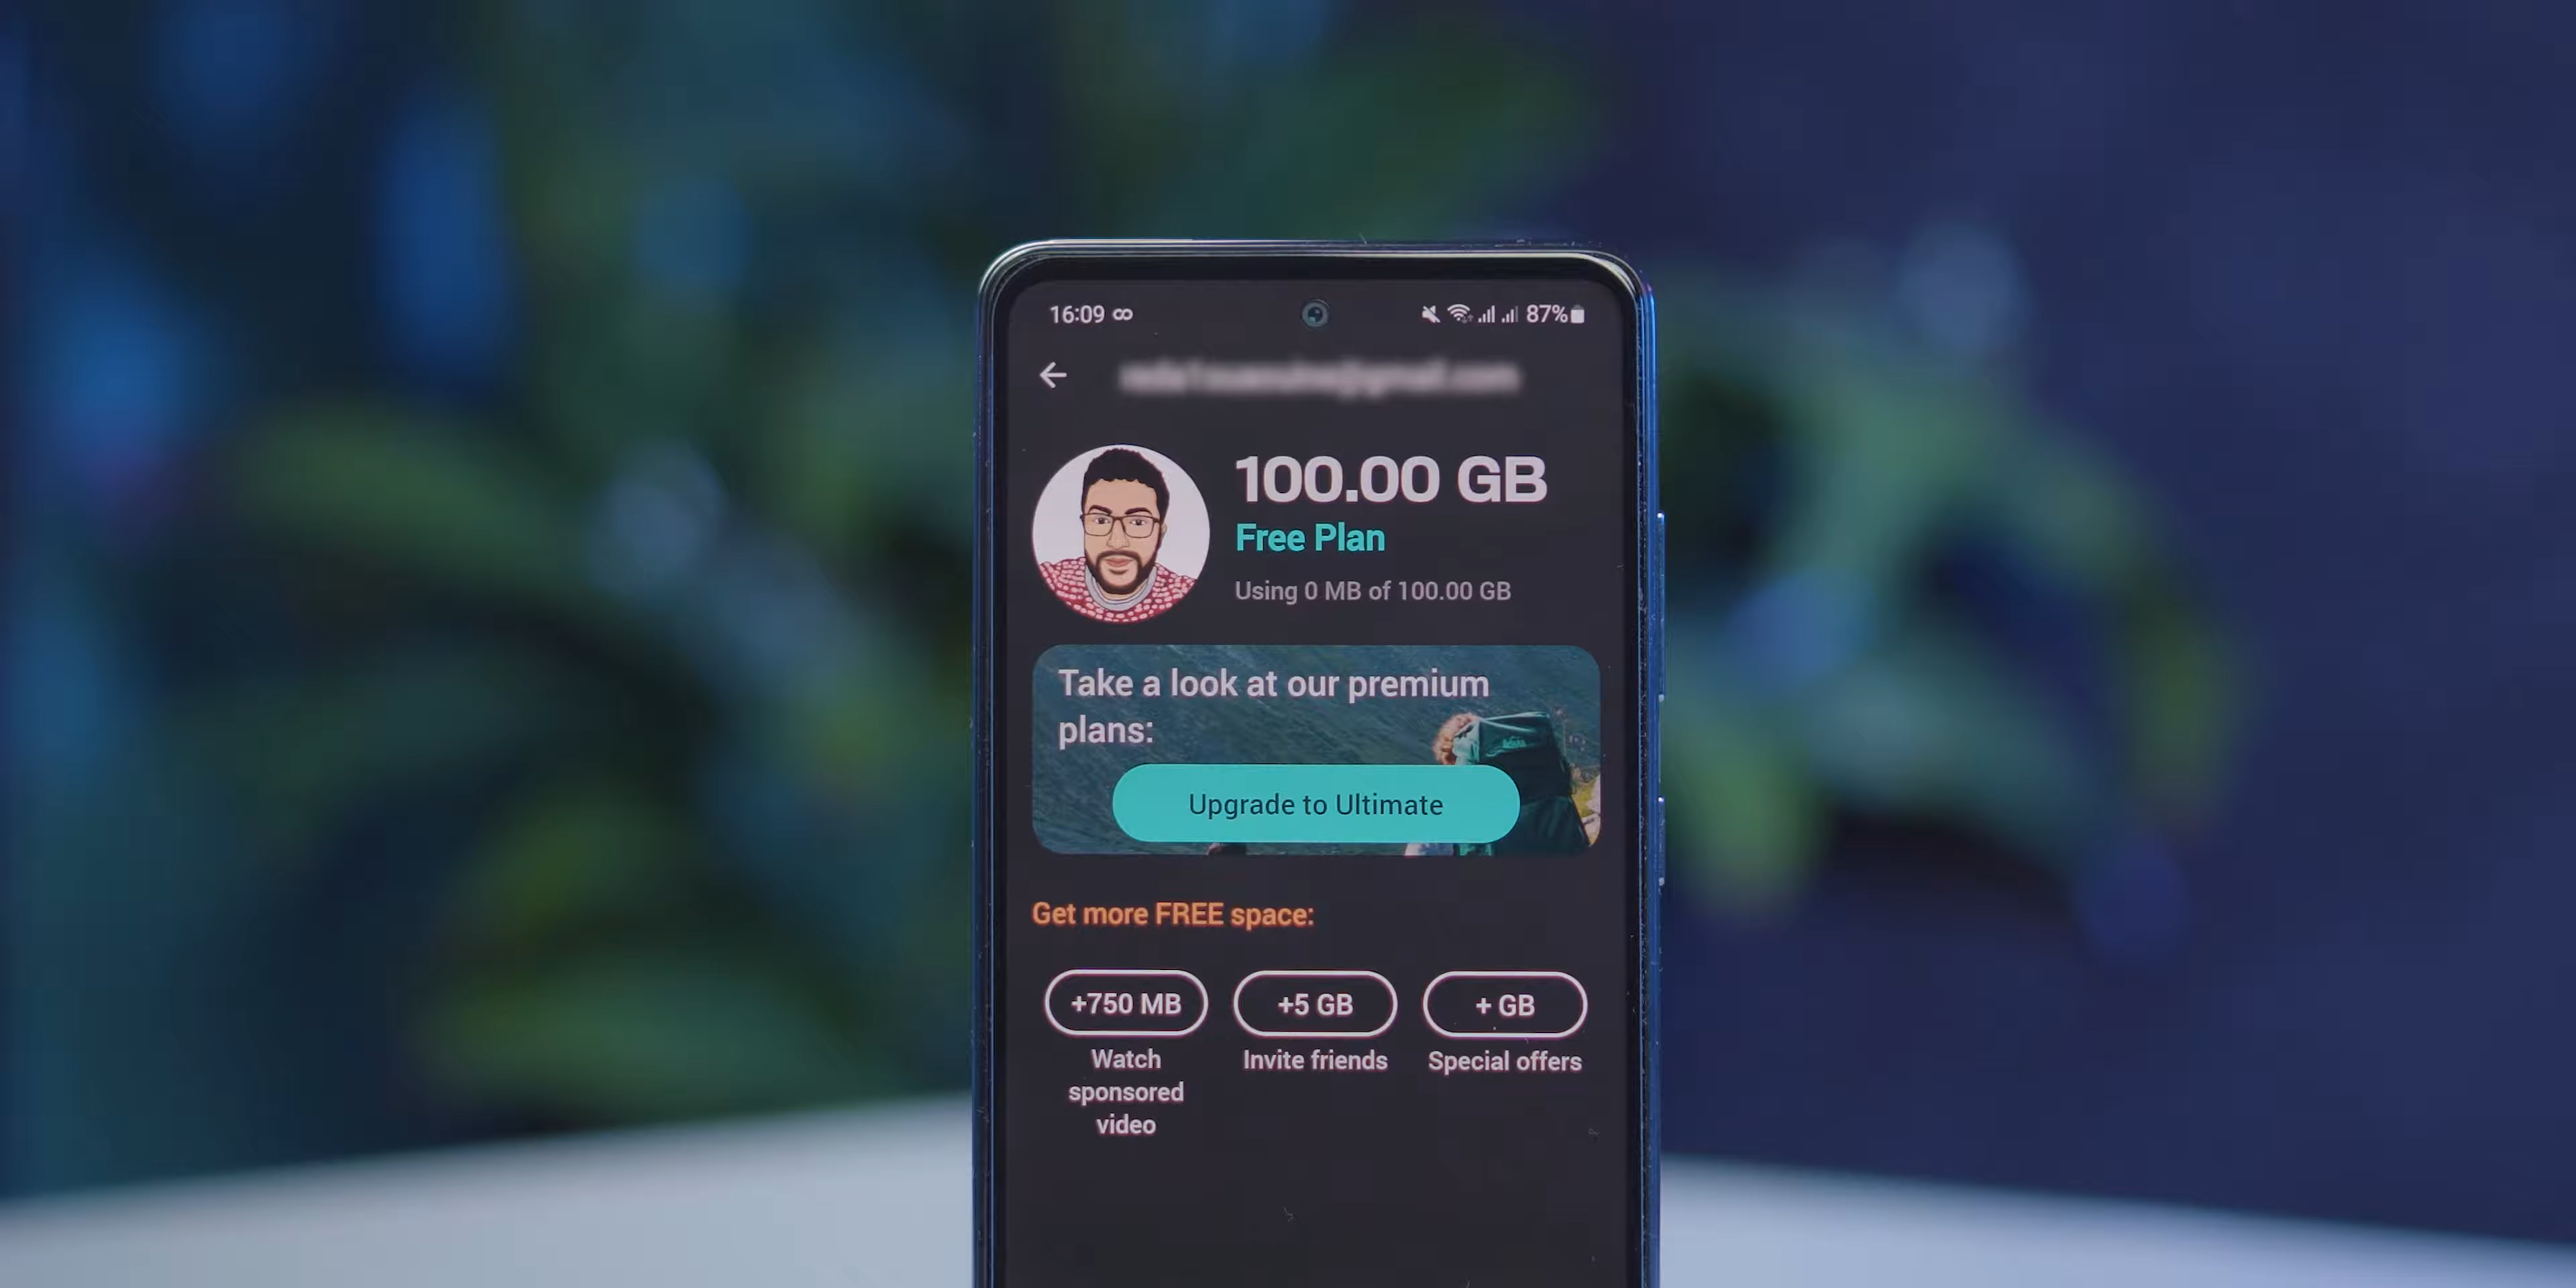 16:09
87%
100.00 GB
Free Plan
Using 0 MB of 100.00 GB
Take a look at our premium
plans:
Upgrade to Ultimate
Get more FREE space:
+750 MB
+5 GB
+ GB
Watch
sponsored
video
Invite friends
Special offers